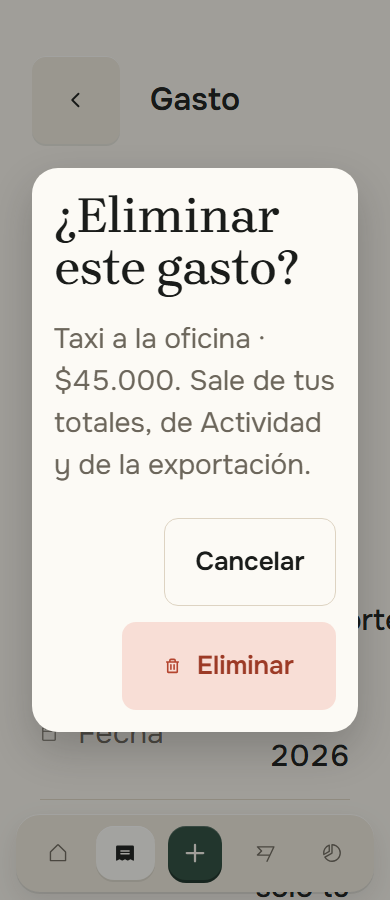 Gasto
¿Eliminar
este gasto?
Taxi a la oficina ·
$45.000. Sale de tus
totales, de Actividad
y de la exportación.
Cancelar
Eliminar
Fecha
2026